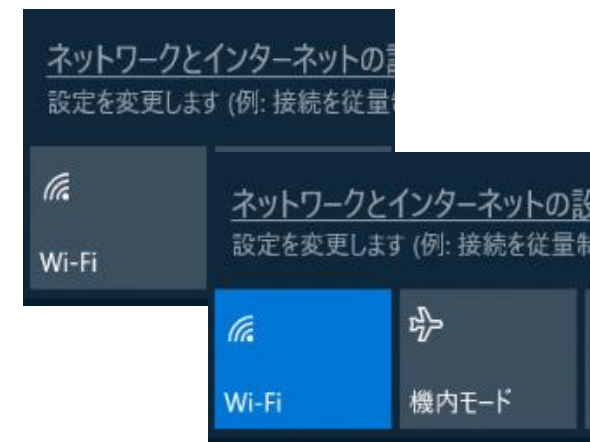 ネットワークとインターネットの
設定を変更します (例: 接続を従量
Wi-Fi
ネットワークとインターネットの設
設定を変更します (例: 接続を従量制
Wi-Fi
機内モード